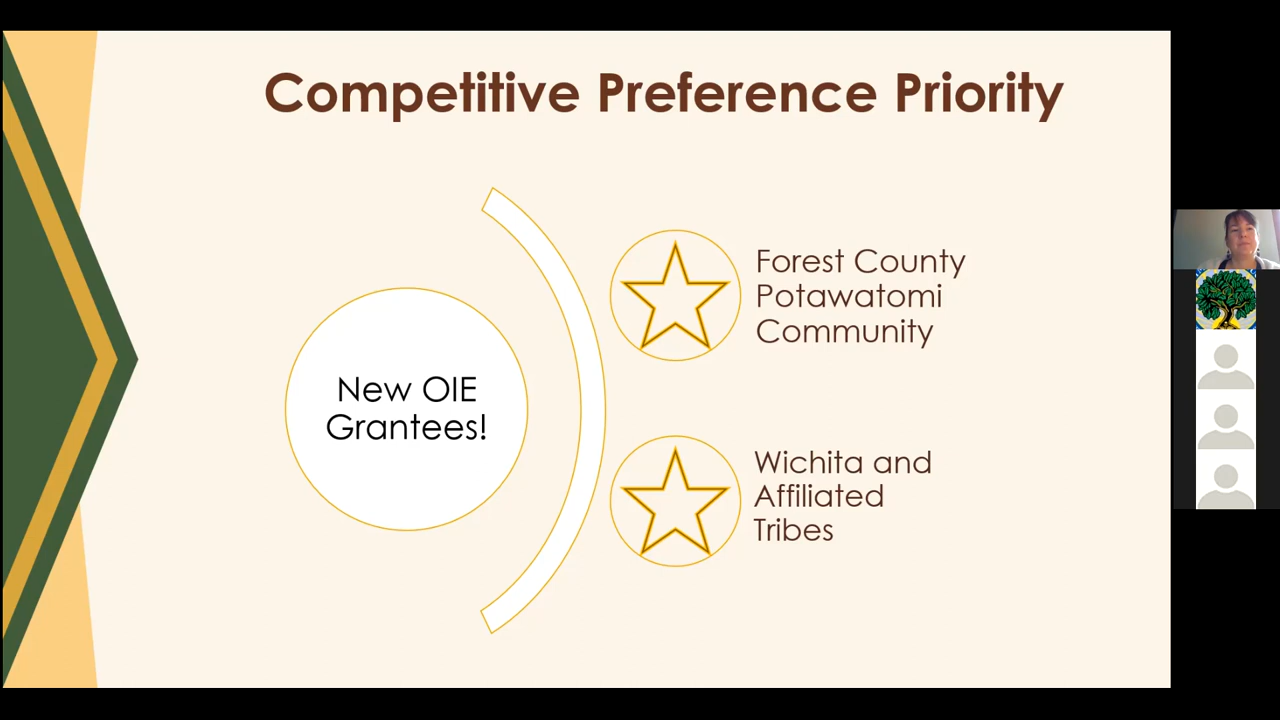 Competitive Preference Priority
New OIE
Grantees!
Forest County
Potawatomi
Community
Wichita and
Affiliated
Tribes